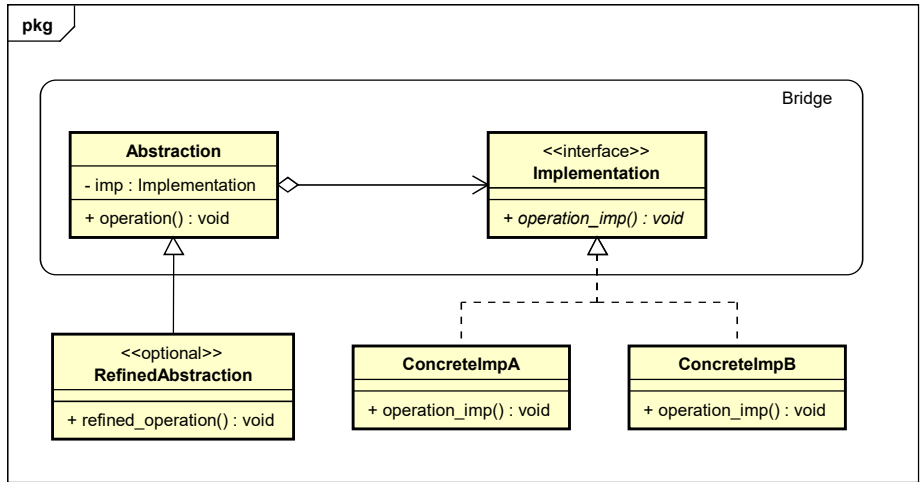 pkg
Bridge
Abstraction
- imp : Implementation
+ operation() : void
<<interface>>
Implementation
+ operation_imp() : void
<<optional>>
RefinedAbstraction
+ refined_operation() : void
ConcreteImpA
+ operation_imp() : void
ConcreteImpB
+ operation_imp() : void